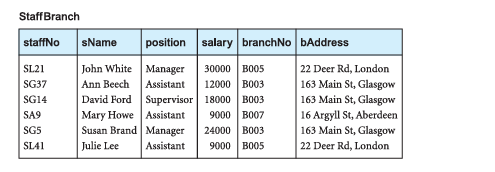 StaffBranch
staffNo sName position salary branchNo bAddress
SL21 John White Manager 30000 B005 22 Deer Rd, London
SG37 Ann Beech Assistant 12000 B003 163 Main St, Glasgow
SG14 David Ford Supervisor 18000 B003 163 Main St, Glasgow
SA9 Mary Howe Assistant 9000 B007 16 Argyll St, Aberdeen
SG5 Susan Brand Manager 24000 B003 163 Main St, Glasgow
SL41 Julie Lee Assistant 9000 B005 22 Deer Rd, London